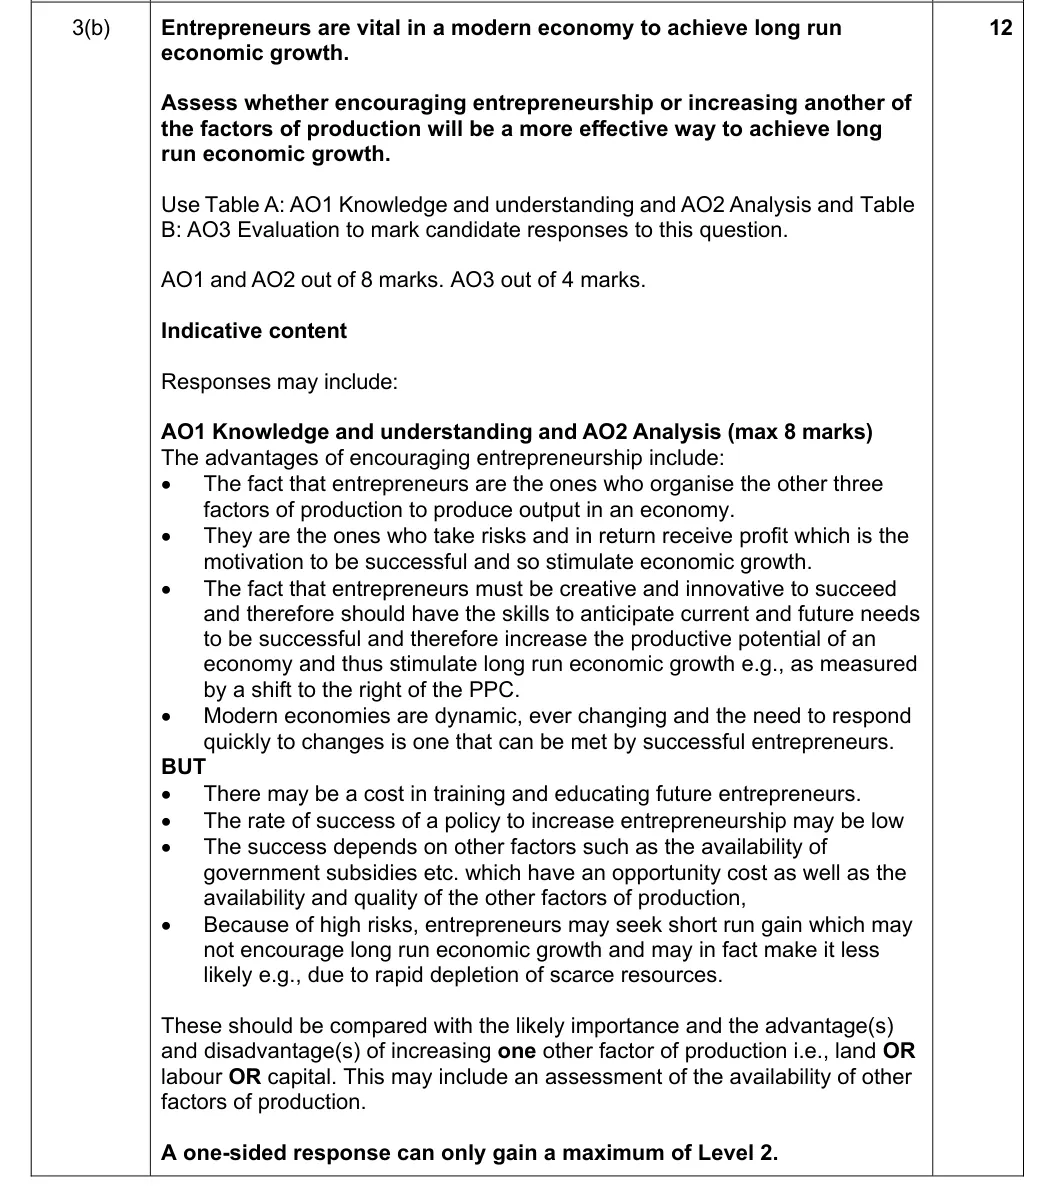 3(b)
Entrepreneurs are vital in a modern economy to achieve long run
economic growth.
12
Assess whether encouraging entrepreneurship or increasing another of
the factors of production will be a more effective way to achieve long
run economic growth.
Use Table A: AO1 Knowledge and understanding and AO2 Analysis and Table
B: AO3 Evaluation to mark candidate responses to this question.
AO1 and AO2 out of 8 marks. AO3 out of 4 marks.
Indicative content
Responses may include:
AO1 Knowledge and understanding and AO2 Analysis (max 8 marks)
The advantages of encouraging entrepreneurship include:
• The fact that entrepreneurs are the ones who organise the other three
factors of production to produce output in an economy.
• They are the ones who take risks and in return receive profit which is the
motivation to be successful and so stimulate economic growth.
• The fact that entrepreneurs must be creative and innovative to succeed
and therefore should have the skills to anticipate current and future needs
to be successful and therefore increase the productive potential of an
economy and thus stimulate long run economic growth e.g., as measured
by a shift to the right of the PPC.
• Modern economies are dynamic, ever changing and the need to respond
quickly to changes is one that can be met by successful entrepreneurs.
BUT
• There may be a cost in training and educating future entrepreneurs.
• The rate of success of a policy to increase entrepreneurship may be low
• The success depends on other factors such as the availability of
government subsidies etc. which have an opportunity cost as well as the
availability and quality of the other factors of production,
• Because of high risks, entrepreneurs may seek short run gain which may
not encourage long run economic growth and may in fact make it less
likely e.g., due to rapid depletion of scarce resources.
These should be compared with the likely importance and the advantage(s)
and disadvantage(s) of increasing one other factor of production i.e., land OR
labour OR capital. This may include an assessment of the availability of other
factors of production.
A one-sided response can only gain a maximum of Level 2.